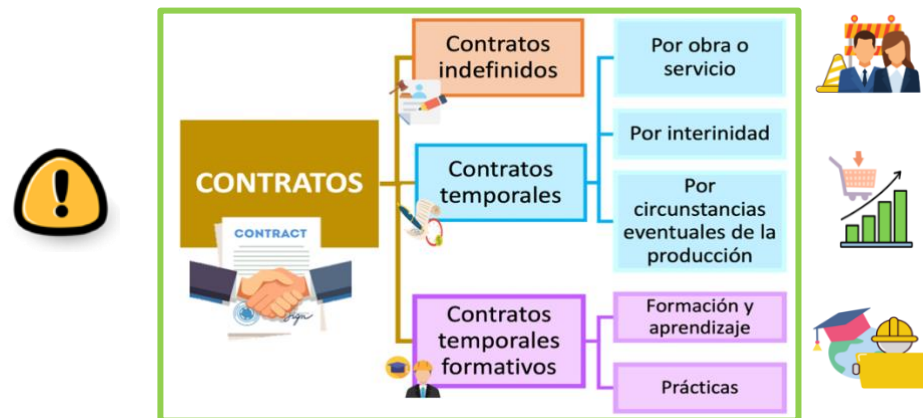 CONTRATOS
CONTRACT
Contratos
indefinidos
Contratos
temporales
Por obra o
servicio
Por interinidad
Por
circunstancias
eventuales de la
producción
Contratos
temporales
formativos
Formación y
aprendizaje
Prácticas